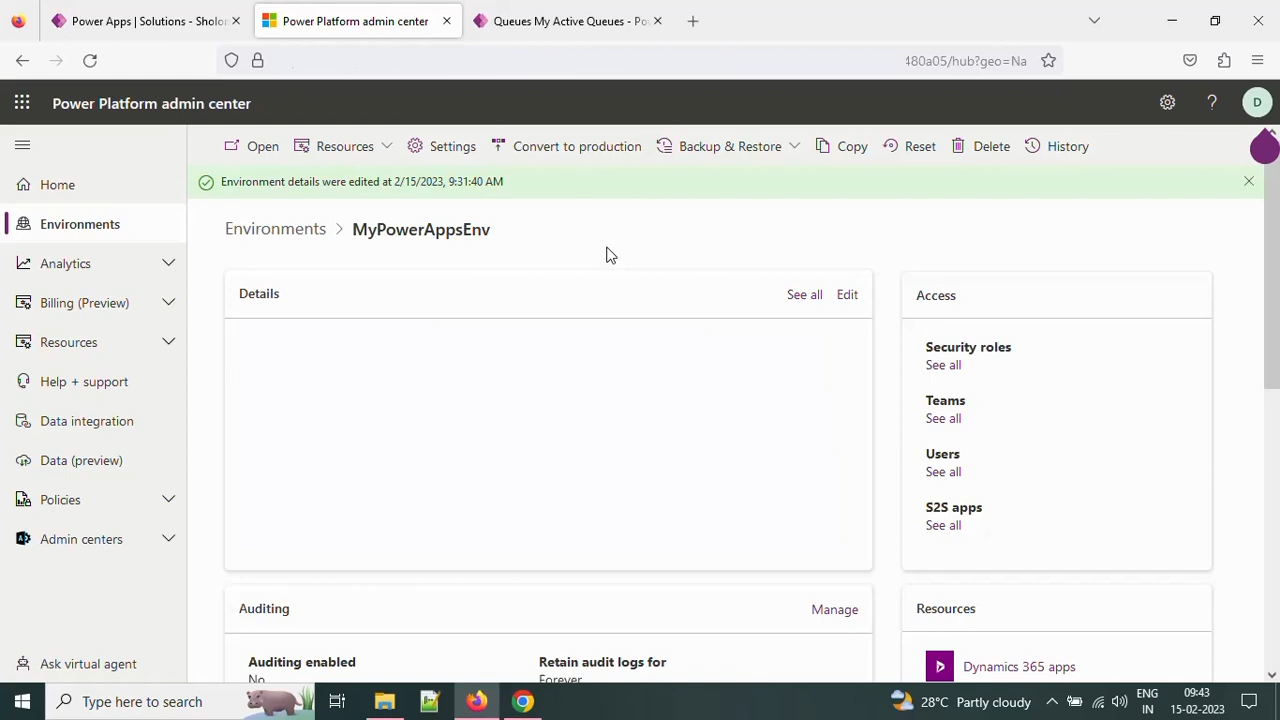 Power Apps | Solutions - Sholon
Power Platform admin center
Queues My Active Queues - Pow
480a05/hub?geo=Na
Power Platform admin center
?
D
Open
Resources
Settings
Convert to production
Backup & Restore
Copy
Reset
Delete
History
Environment details were edited at 2/15/2023, 9:31:40 AM
Home
Environments
Analytics
Billing (Preview)
Resources
Help + support
Data integration
Data (preview)
Policies
Admin centers
Ask virtual agent
Environments > MyPowerAppsEnv
Details
See all
Edit
Access
Security roles
See all
Teams
See all
Users
See all
S2S apps
See all
Auditing
Manage
Auditing enabled
No
Retain audit logs for
Forever
Resources
Dynamics 365 apps
Type here to search
28°C Partly cloudy
ENG
IN
09:43
15-02-2023